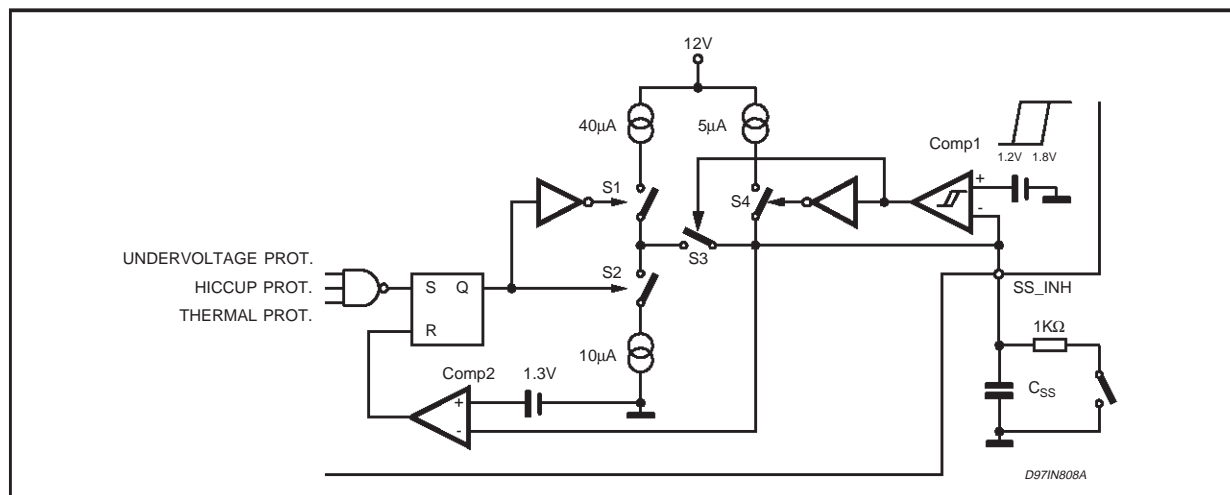 12V
40μA
5μA
Comp1
1.2V 1.8V
+
-
S1
S4
S3
UNDERVOLTAGE PROT.
HICCUP PROT.
THERMAL PROT.
S Q
R
S2
SS_INH
10μA
1KΩ
Comp2
1.3V
+
-
CSS
D97IN808A